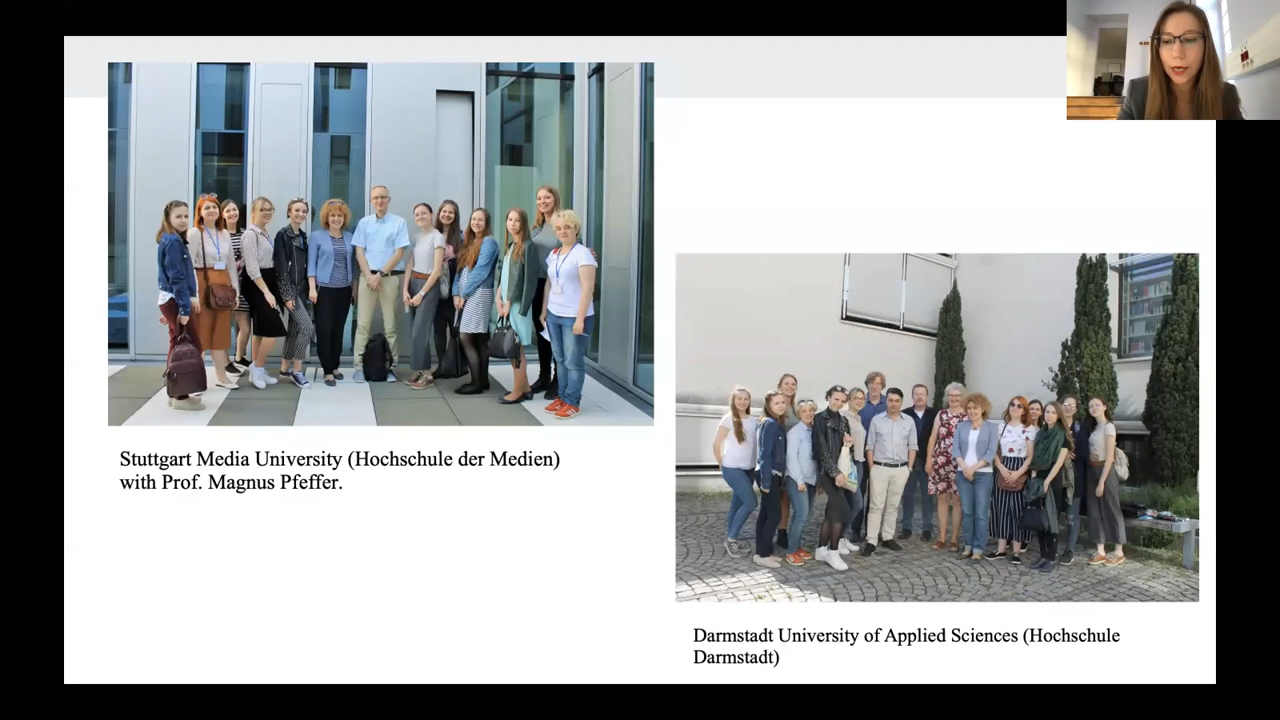 Stuttgart Media University (Hochschule der Medien)
with Prof. Magnus Pfeffer.
Darmstadt University of Applied Sciences (Hochschule
Darmstadt)